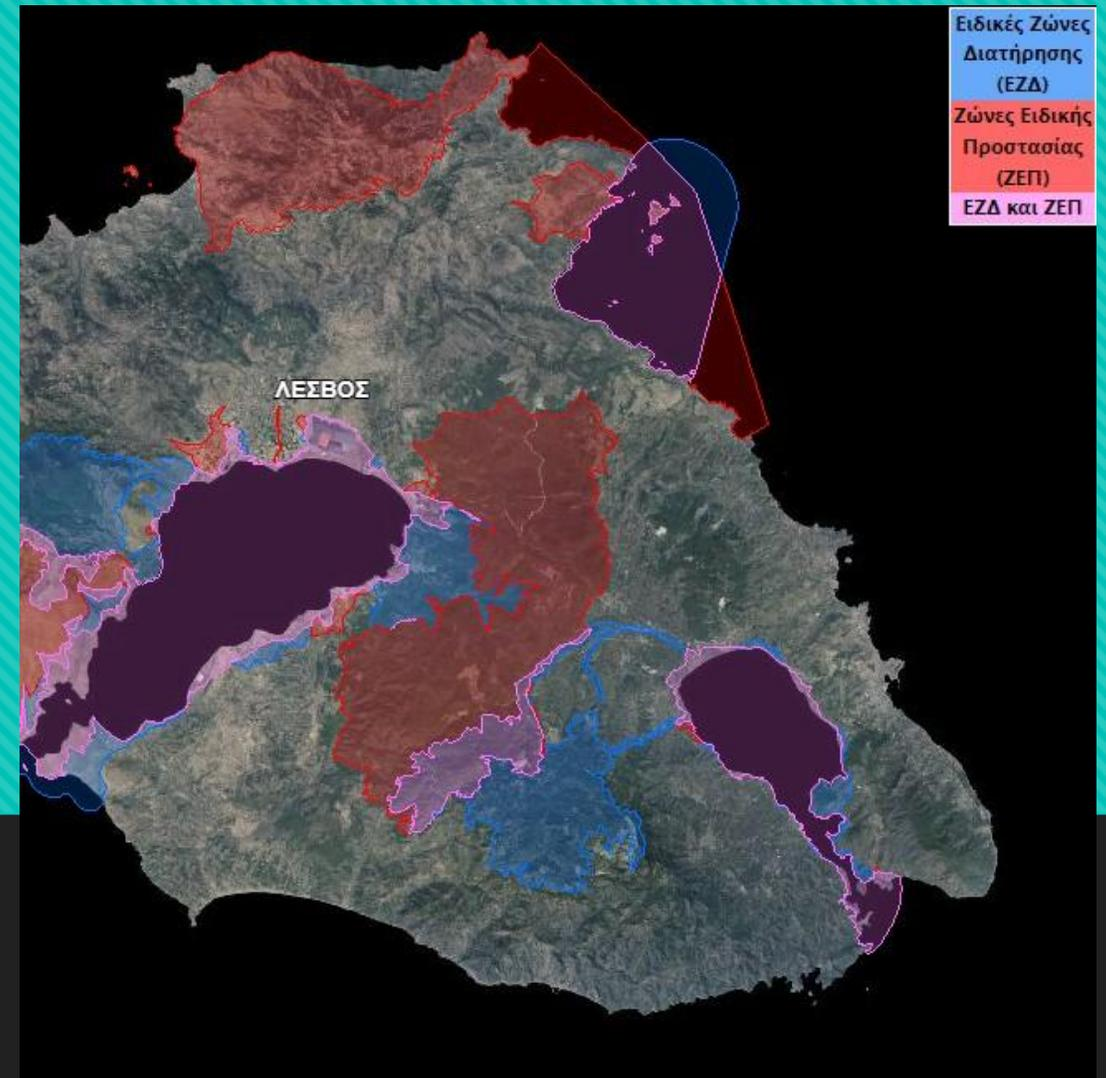 Ειδικές Ζώνες
Διατήρησης
(ΕΖΔ)
Ζώνες Ειδικής
Προστασίας
(ΖΕΠ)
ΕΖΔ και ΖΕΠ
ΛΕΣΒΟΣ